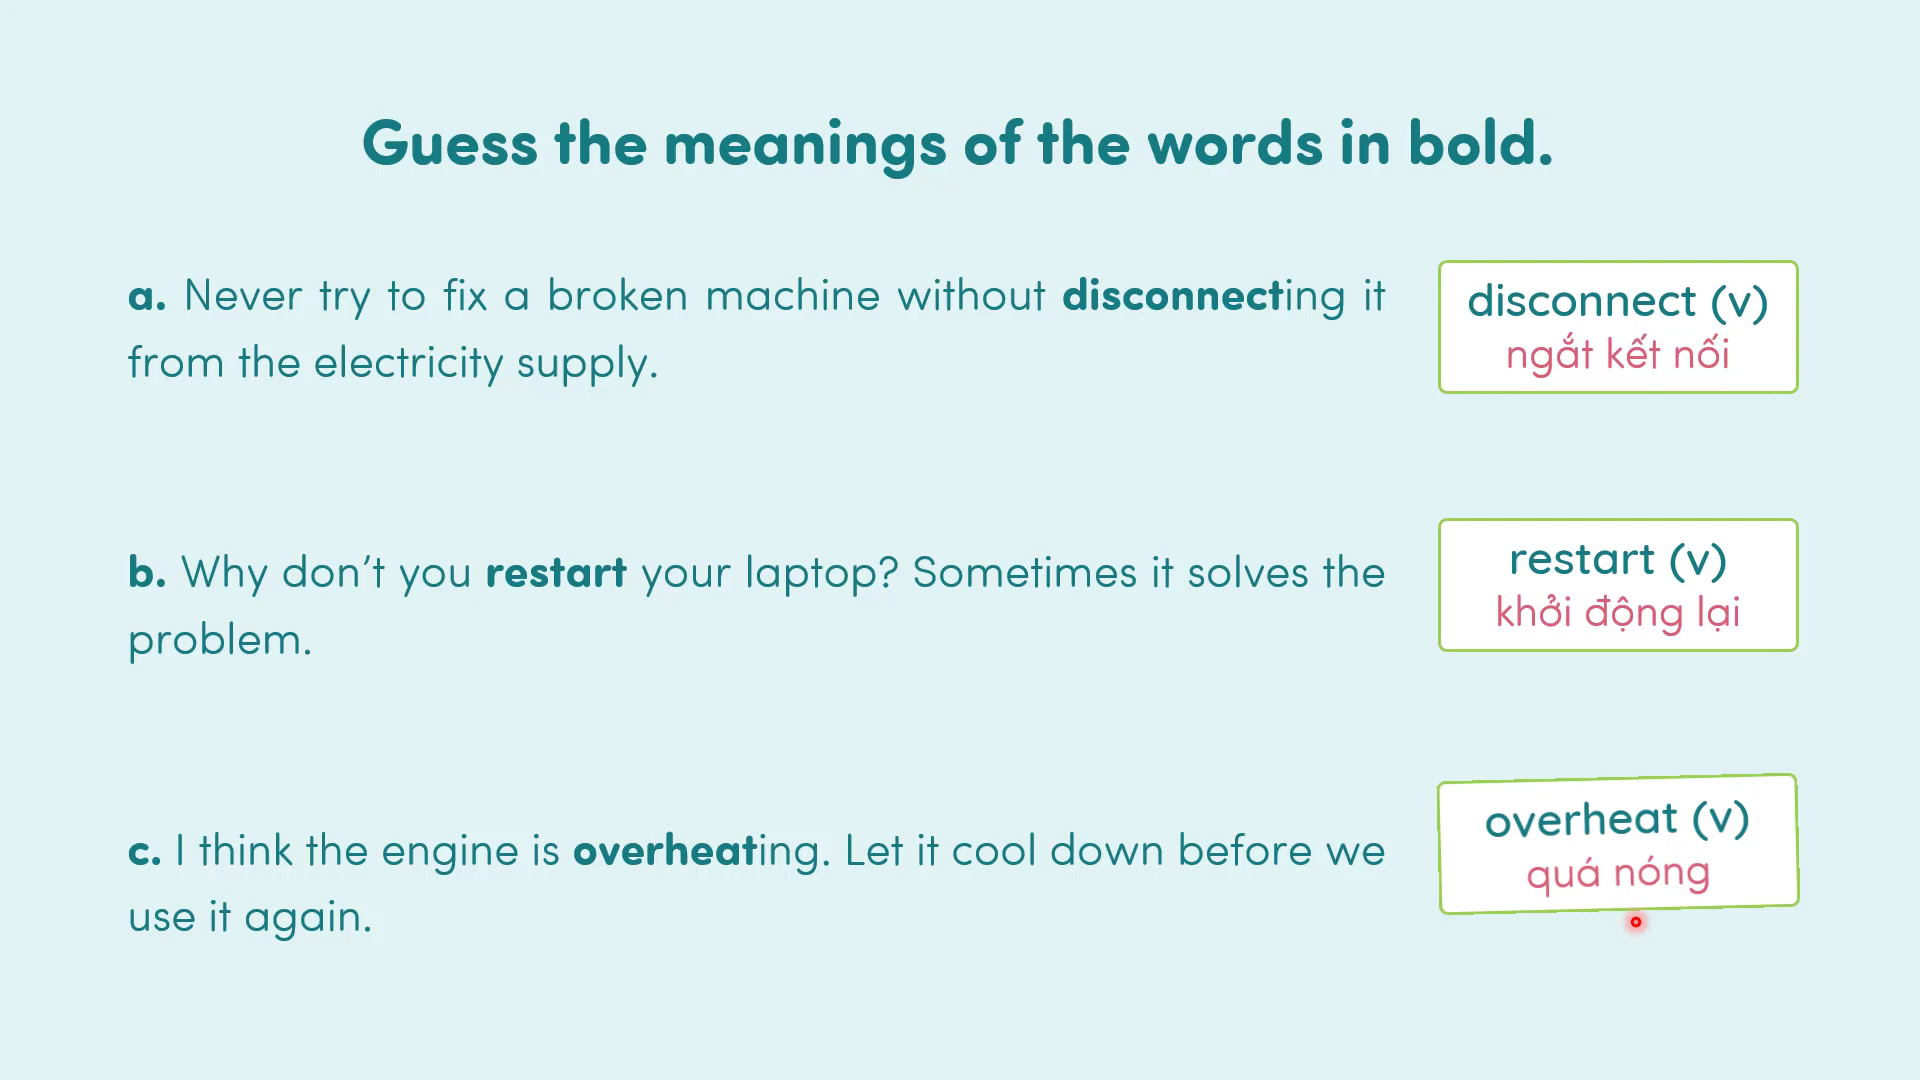 Guess the meanings of the words in bold.
a. Never try to fix a broken machine without disconnecting it
from the electricity supply.
disconnect (v)
ngắt kết nối
b. Why don’t you restart your laptop? Sometimes it solves the
problem.
restart (v)
khởi động lại
c. I think the engine is overheating. Let it cool down before we
use it again.
overheat (v)
quá nóng